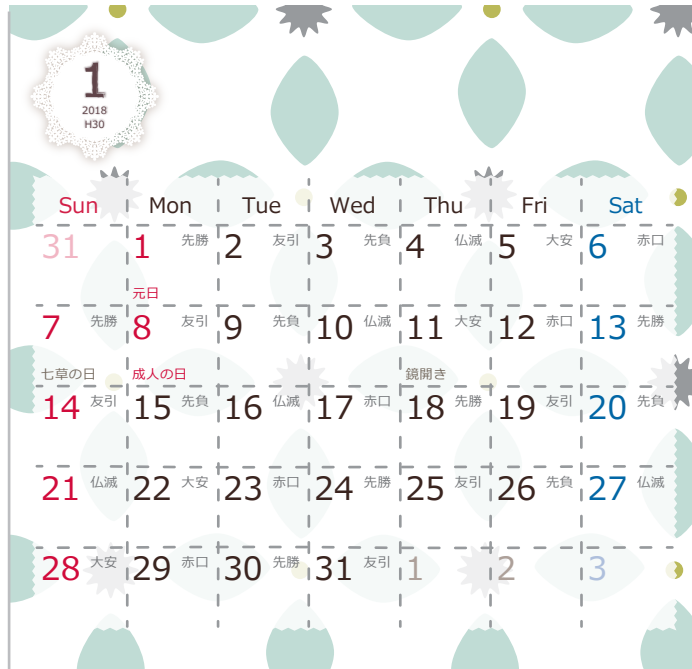 1
2018
H30
Sun Mon Tue Wed Thu Fri Sat
31 1 先勝 2 友引 3 先負 4 仏滅 5 大安 6 赤口
元日
7 先勝 8 友引 9 先負 10 仏滅 11 大安 12 赤口 13 先勝
七草の日 成人の日 鏡開き
14 友引 15 先負 16 仏滅 17 赤口 18 先勝 19 友引 20 先負
21 仏滅 22 大安 23 赤口 24 先勝 25 友引 26 先負 27 仏滅
28 大安 29 赤口 30 先勝 31 友引 1 2 3